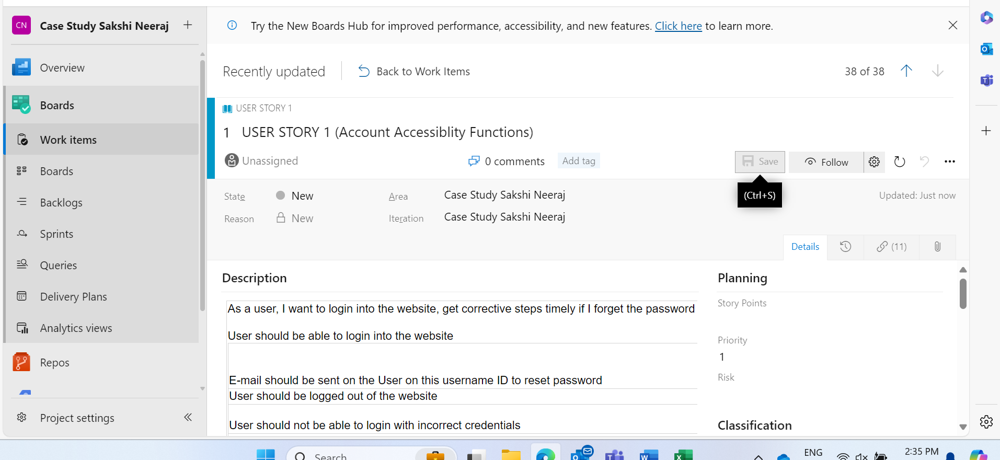 CN Case Study Sakshi Neeraj
Try the New Boards Hub for improved performance, accessibility, and new features. Click here to learn more.
Overview
Boards
Work items
Boards
Backlogs
Sprints
Queries
Delivery Plans
Analytics views
Repos
Project settings
Recently updated
Back to Work Items
38 of 38
USER STORY 1
1 USER STORY 1 (Account Accessiblity Functions)
Unassigned
0 comments
Add tag
Save
Follow
(Ctrl+S)
State
New
Area
Case Study Sakshi Neeraj
Updated: Just now
Reason
New
Iteration
Case Study Sakshi Neeraj
Details
(11)
Description
As a user, I want to login into the website, get corrective steps timely if I forget the password
User should be able to login into the website
E-mail should be sent on the User on this username ID to reset password
User should be logged out of the website
User should not be able to login with incorrect credentials
Planning
Story Points
Priority
1
Risk
Classification
Search
ENG
2:35 PM